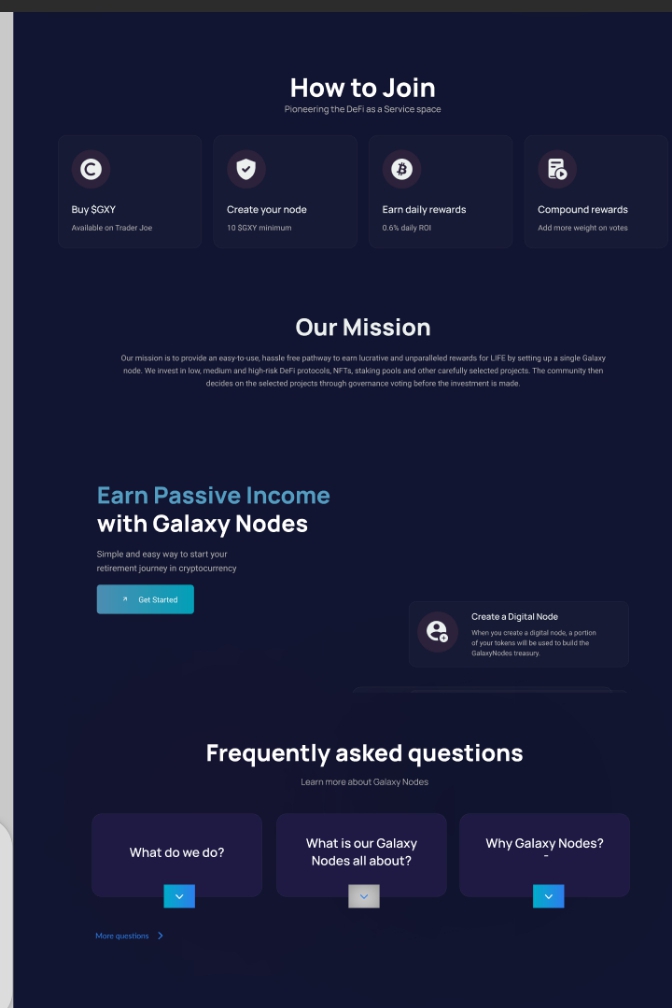 How to Join
Pioneering the DeFi as a Service space
Buy $GXY
Available on Trader Joe
Create your node
10 $GXY minimum
Earn daily rewards
0.6% daily ROI
Compound rewards
Add more weight on votes
Our Mission
Our mission is to provide an easy-to-use, hassle free pathway to earn lucrative and unparalleled rewards for LIFE by setting up a single Galaxy
node. We invest in low, medium and high-risk DeFi protocols, NFTs, staking pools and other carefully selected projects. The community then
decides on the selected projects through governance voting before the investment is made.
Earn Passive Income
with Galaxy Nodes
Simple and easy way to start your
retirement journey in cryptocurrency
Get Started
Create a Digital Node
When you create a digital node, a portion
of your tokens will be used to build the
GalaxyNodes treasury.
Frequently asked questions
Learn more about Galaxy Nodes
What do we do?
What is our Galaxy
Nodes all about?
Why Galaxy Nodes?
More questions